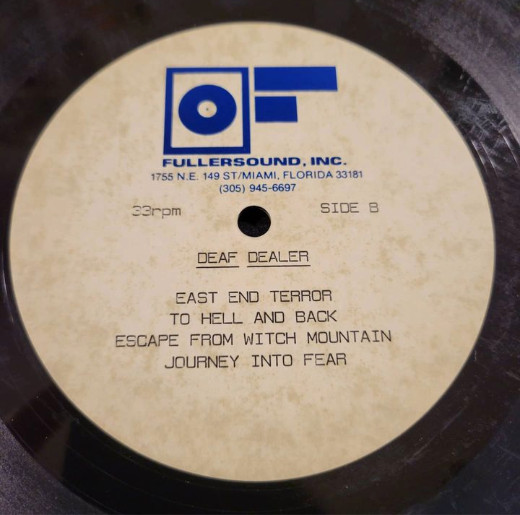 FULLERSOUND, INC.
1755 N.E. 149 ST/MIAMI, FLORIDA 33181
(305) 945-6697
33rpm SIDE B
DEAF DEALER
EAST END TERROR
TO HELL AND BACK
ESCAPE FROM WITCH MOUNTAIN
JOURNEY INTO FEAR